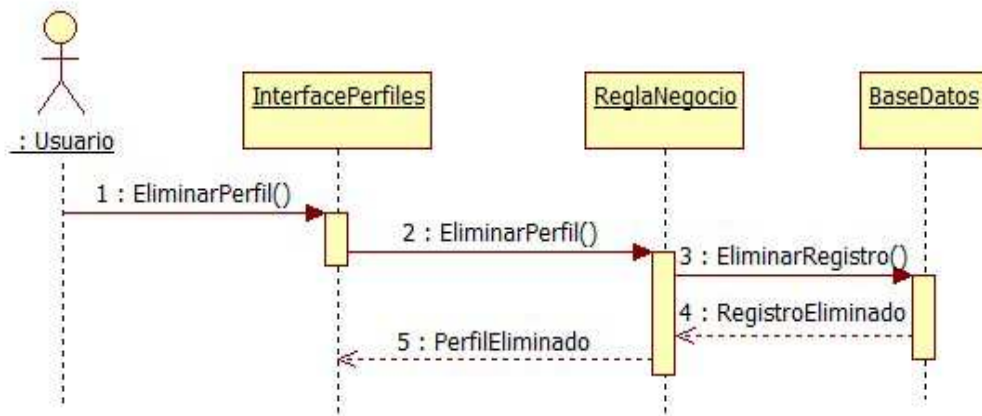 : Usuario
InterfacePerfiles
ReglaNegocio
BaseDatos
1 : EliminarPerfil()
2 : EliminarPerfil()
3 : EliminarRegistro()
4 : RegistroEliminado
5 : PerfilEliminado